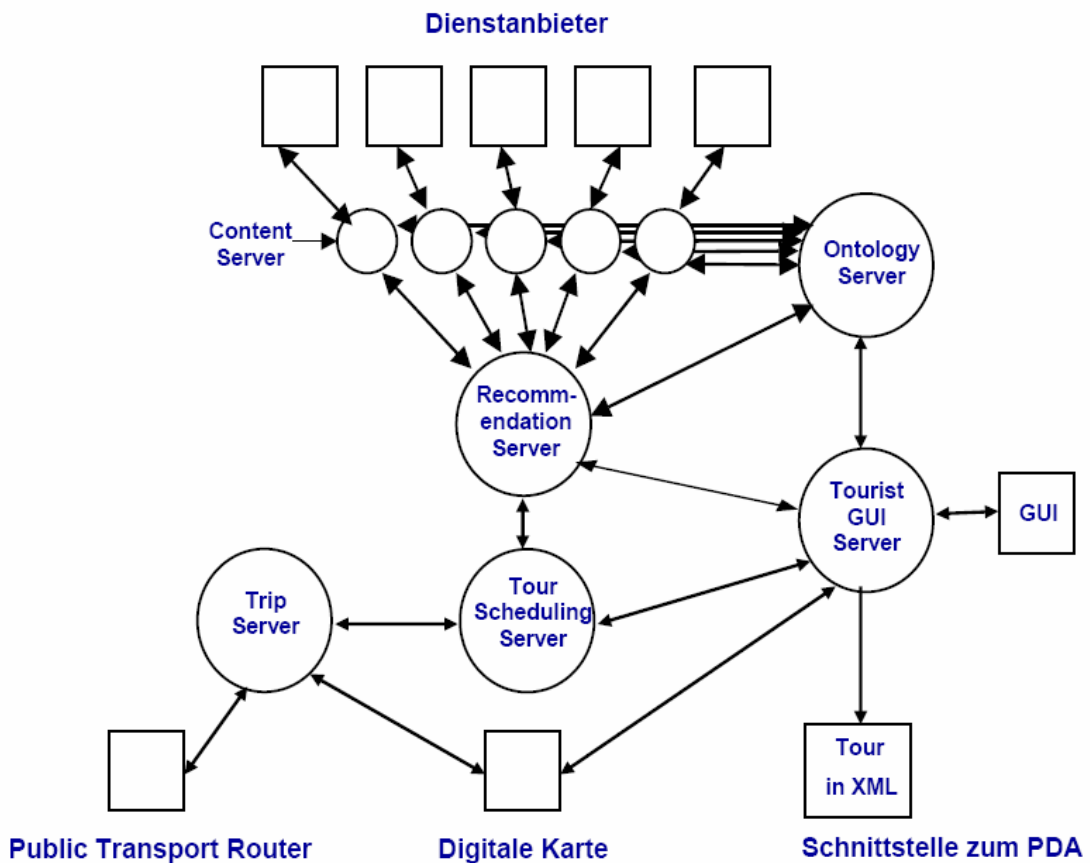 Dienstanbieter
Content
Server
Ontology
Server
Recomm-
endation
Server
Tourist
GUI
Server
GUI
Trip
Server
Tour
Scheduling
Server
Tour
in XML
Public Transport Router
Digitale Karte
Schnittstelle zum PDA